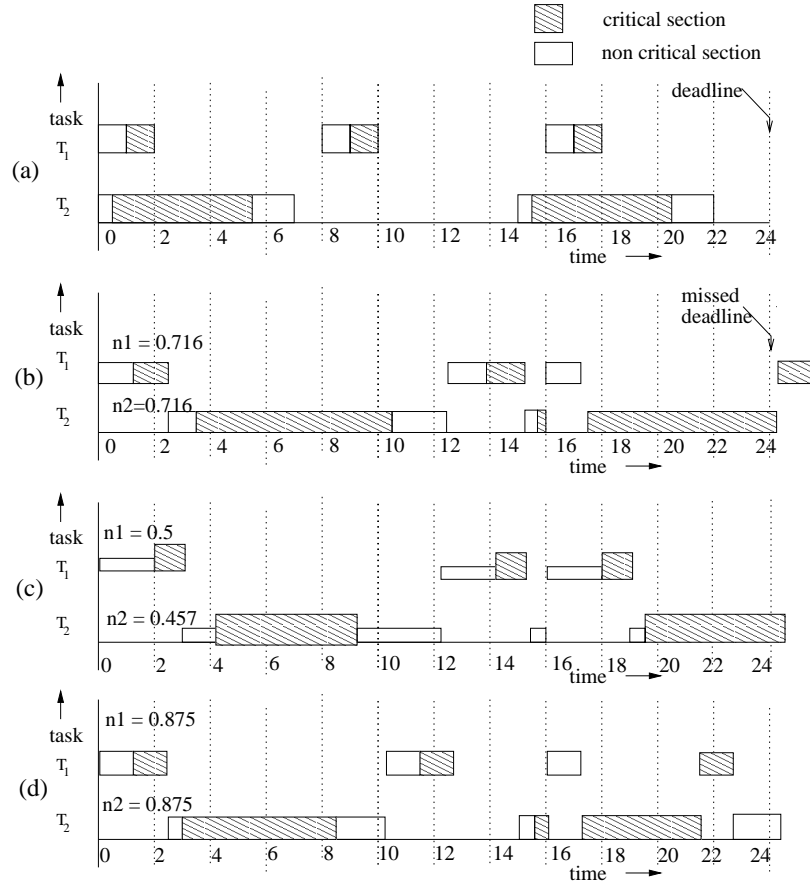 critical section
non critical section
deadline
task
T1
(a)
T2
0 2 4 6 8 10 12 14 16 18 20 22 24
time
missed
deadline
task
n1 = 0.716
T1
(b)
n2=0.716
T2
0 2 4 6 8 10 12 14 16 18 20 22 24
time
n1 = 0.5
task
T1
(c)
n2 = 0.457
T2
0 2 4 6 8 10 12 14 16 18 20 22 24
time
n1 = 0.875
task
T1
(d)
n2 = 0.875
T2
0 2 4 6 8 10 12 14 16 18 20 22 24
time